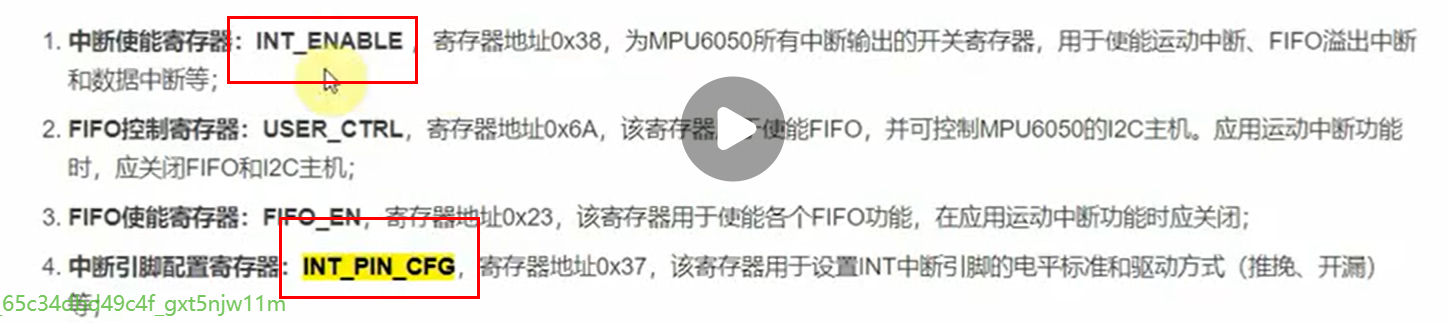 1. 中断使能寄存器：INT_ENABLE ，寄存器地址0x38，为MPU6050所有中断输出的开关寄存器，用于使能运动中断、FIFO溢出中断
和数据中断等；
2. FIFO控制寄存器：USER_CTRL，寄存器地址0x6A，该寄存器 于使能FIFO，并可控制MPU6050的I2C主机。应用运动中断功能
时，应关闭FIFO和I2C主机；
3. FIFO使能寄存器：FIFO_EN，寄存器地址0x23，该寄存器用于使能各个FIFO功能，在应用运动中断功能时应关闭；
4. 中断引脚配置寄存器：INT_PIN_CFG，寄存器地址0x37，该寄存器用于设置INT中断引脚的电平标准和驱动方式（推挽、开漏）
等；